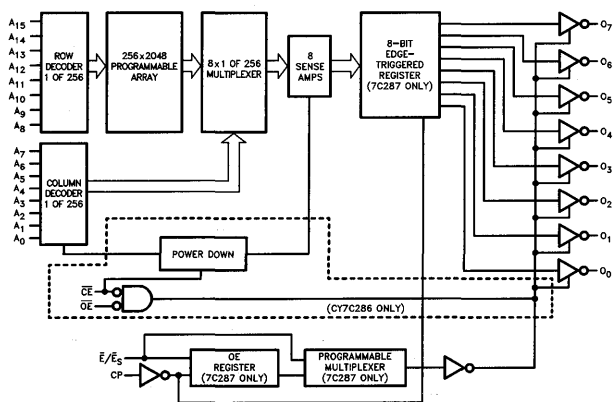 A15
A14
A13
A12
A11
A10
A9
A8
ROW
DECODER
1 OF 256
256x2048
PROGRAMMABLE
ARRAY
8x1 OF 256
MULTIPLEXER
8
SENSE
AMPS
8-BIT
EDGE-
TRIGGERED
REGISTER
(7C287 ONLY)
O7
O6
O5
O4
O3
O2
O1
O0
A7
A6
A5
A4
A3
A2
A1
A0
COLUMN
DECODER
1 OF 256
POWER DOWN
C̅E̅
O̅E̅
(CY7C286 ONLY)
E̅/E̅S
CP
OE
REGISTER
(7C287 ONLY)
PROGRAMMABLE
MULTIPLEXER
(7C287 ONLY)